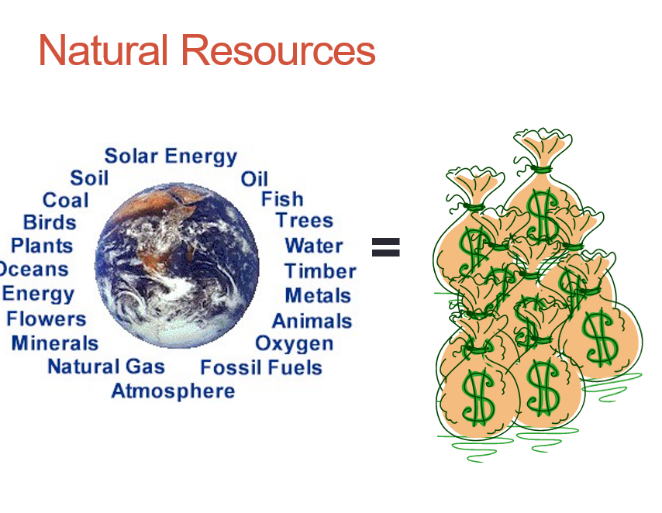 Natural Resources
Solar Energy
Soil
Oil
Coal
Fish
Birds
Trees
Plants
Water
Oceans
Timber
Energy
Metals
Flowers
Animals
Minerals
Oxygen
Natural Gas
Fossil Fuels
Atmosphere
=
$
$
$
$
$
$
$
$